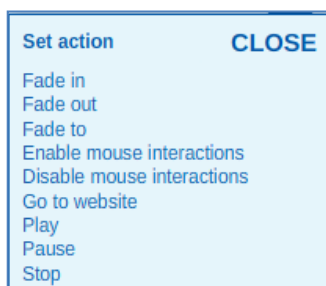 Set action CLOSE
Fade in
Fade out
Fade to
Enable mouse interactions
Disable mouse interactions
Go to website
Play
Pause
Stop